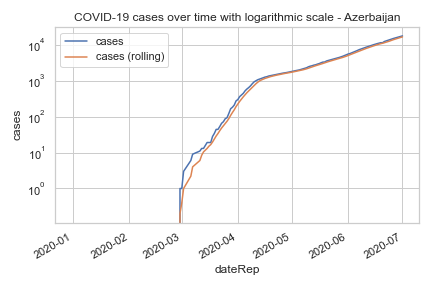 COVID-19 cases over time with logarithmic scale - Azerbaijan
cases
cases (rolling)
10⁴
10³
10²
10¹
10⁰
cases
2020-01
2020-02
2020-03
2020-04
2020-05
2020-06
2020-07
dateRep